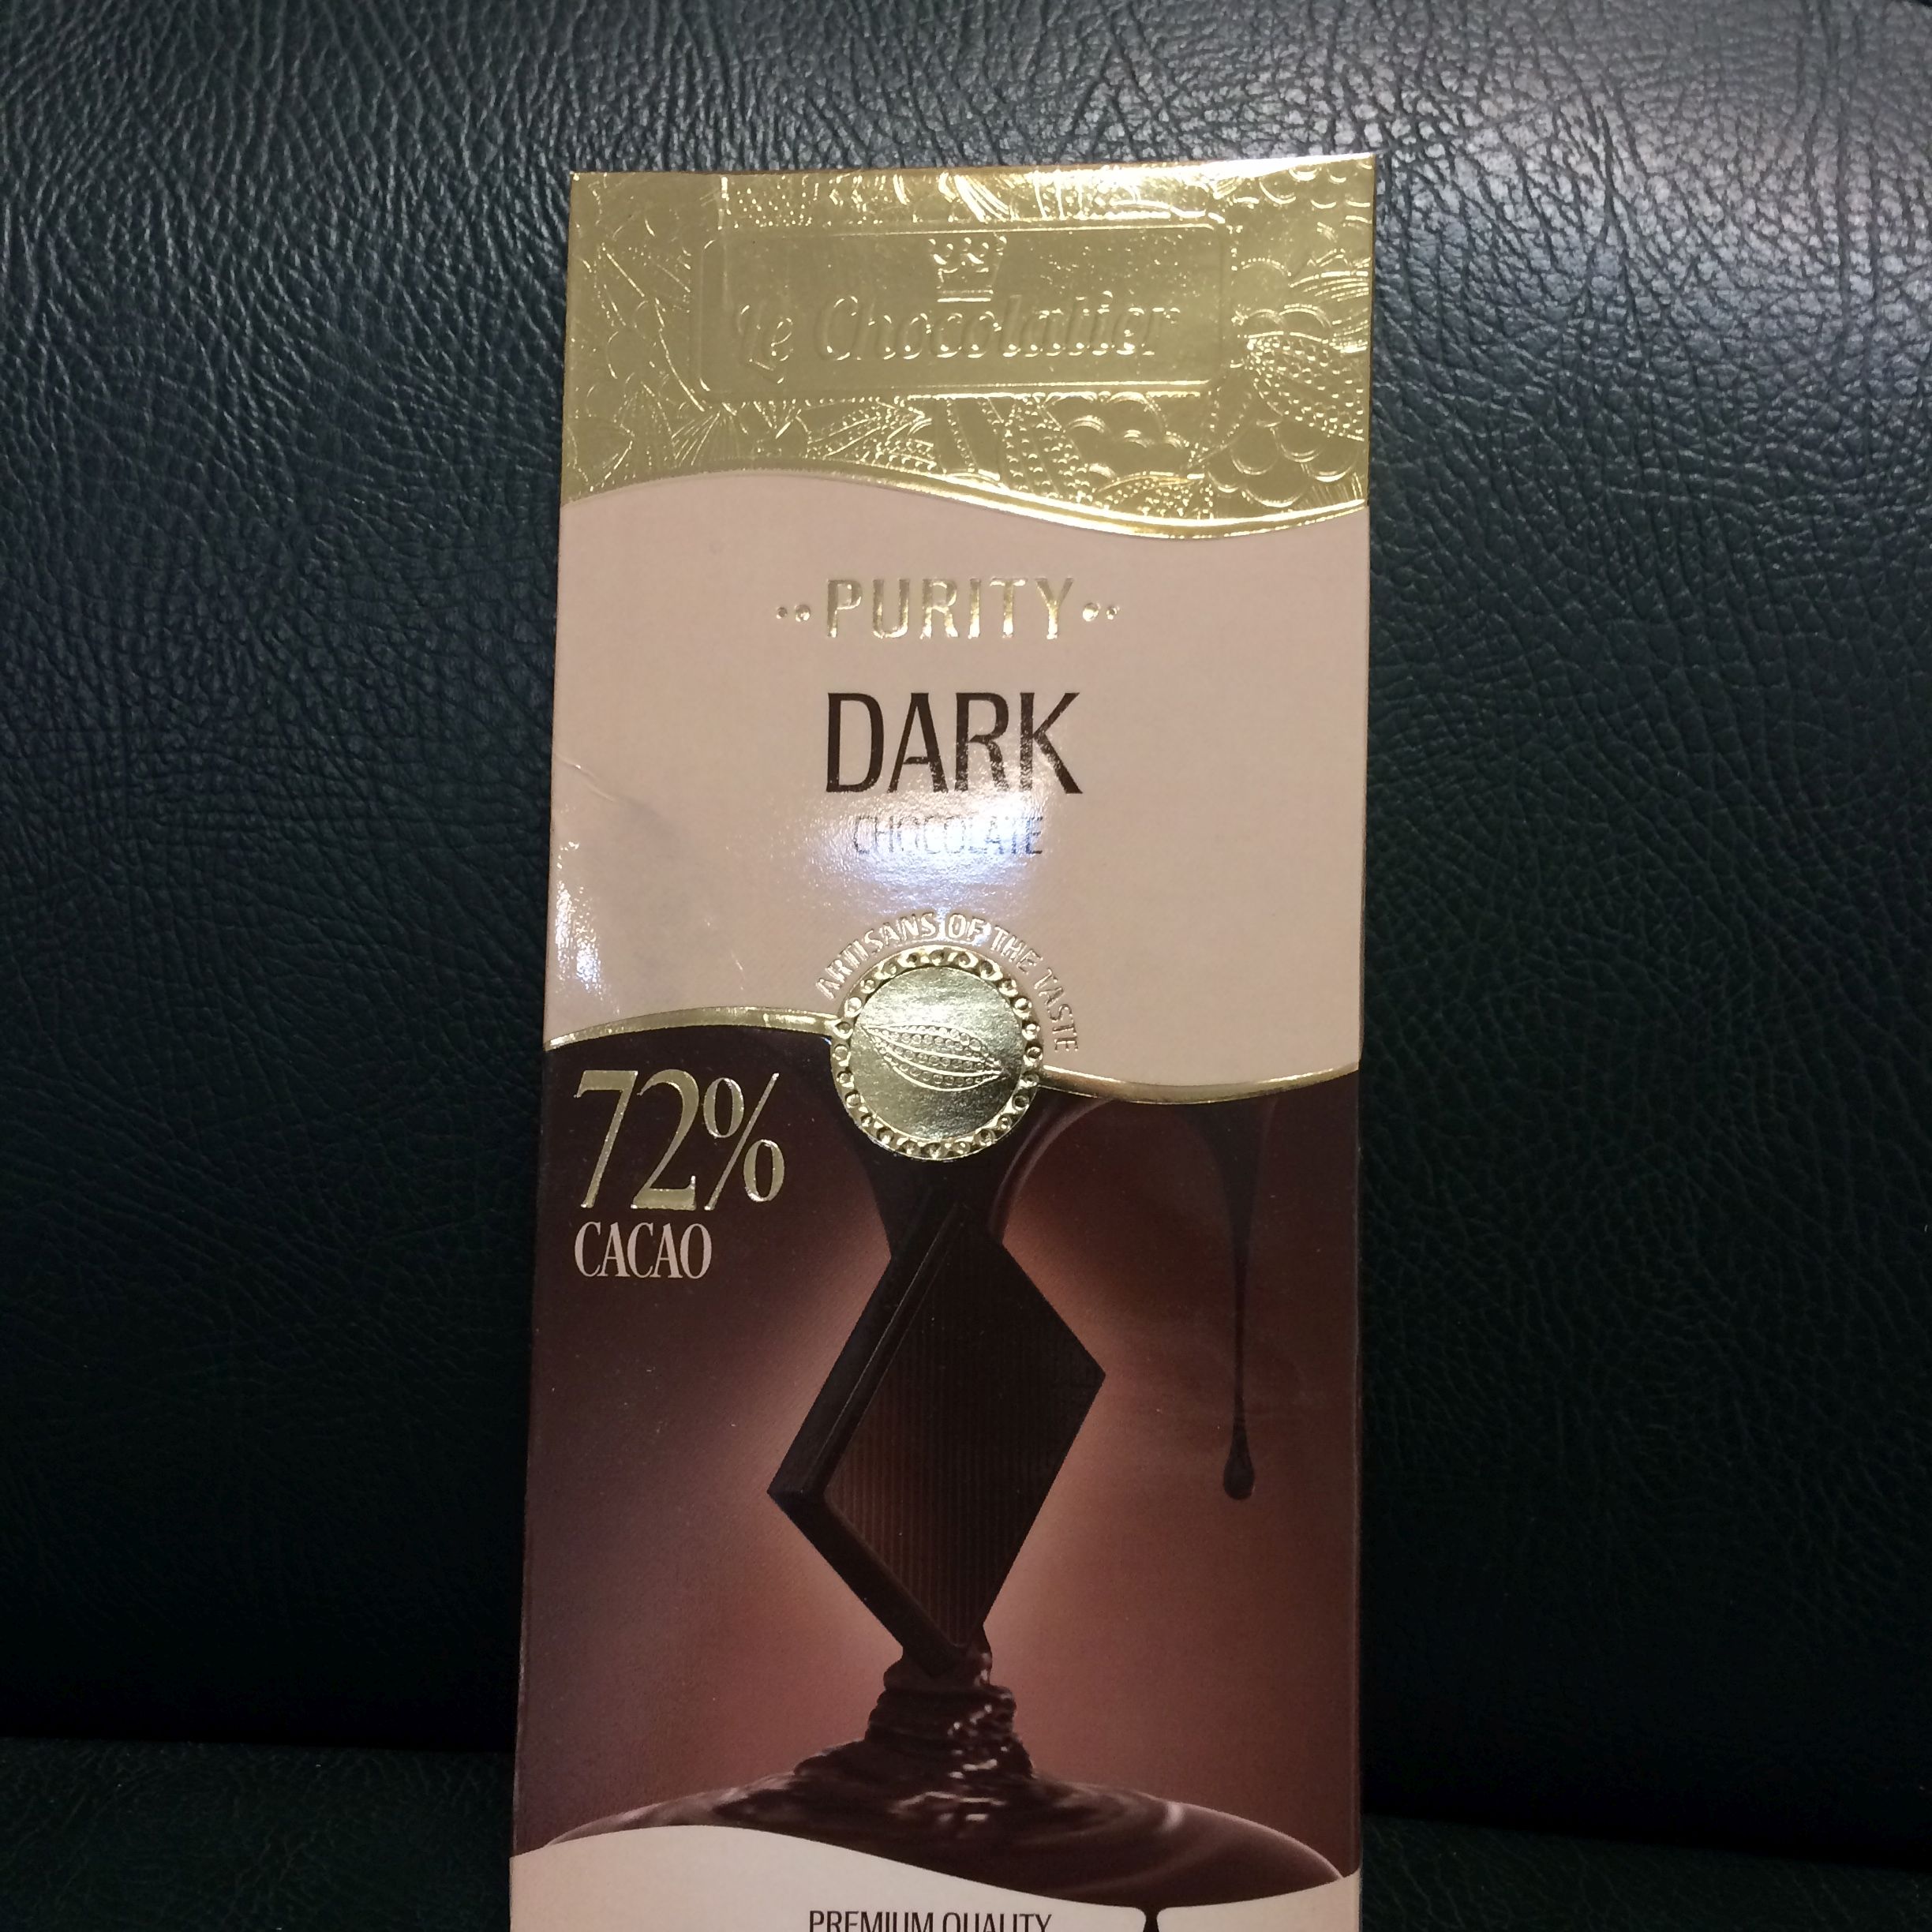 Le Chocolatier
PURITY
DARK
CHOCOLATE
ARTISANS OF THE TASTE
72%
CACAO
PREMIUM QUALITY